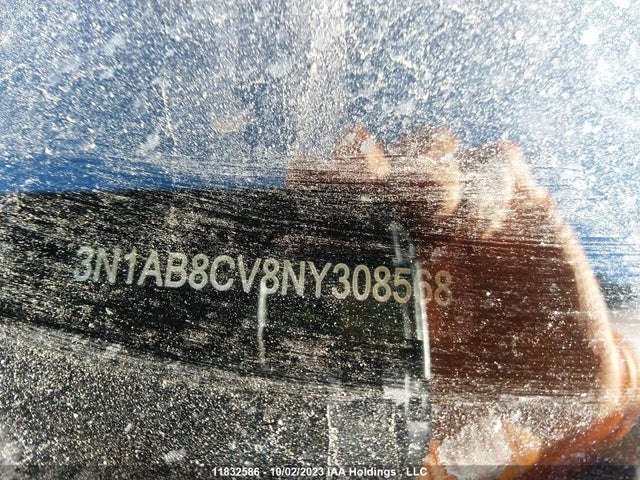 3N1AB8CV8NY308568
11832586 - 10/02/2023 IAA Holdings , LLC